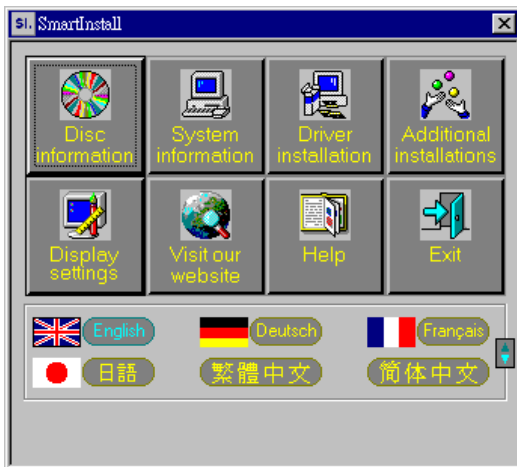 SI. SmartInstall
Disc
information
System
information
Driver
installation
Additional
installations
Display
settings
Visit our
website
Help
Exit
English
Deutsch
Français
日語
繁體中文
简体中文